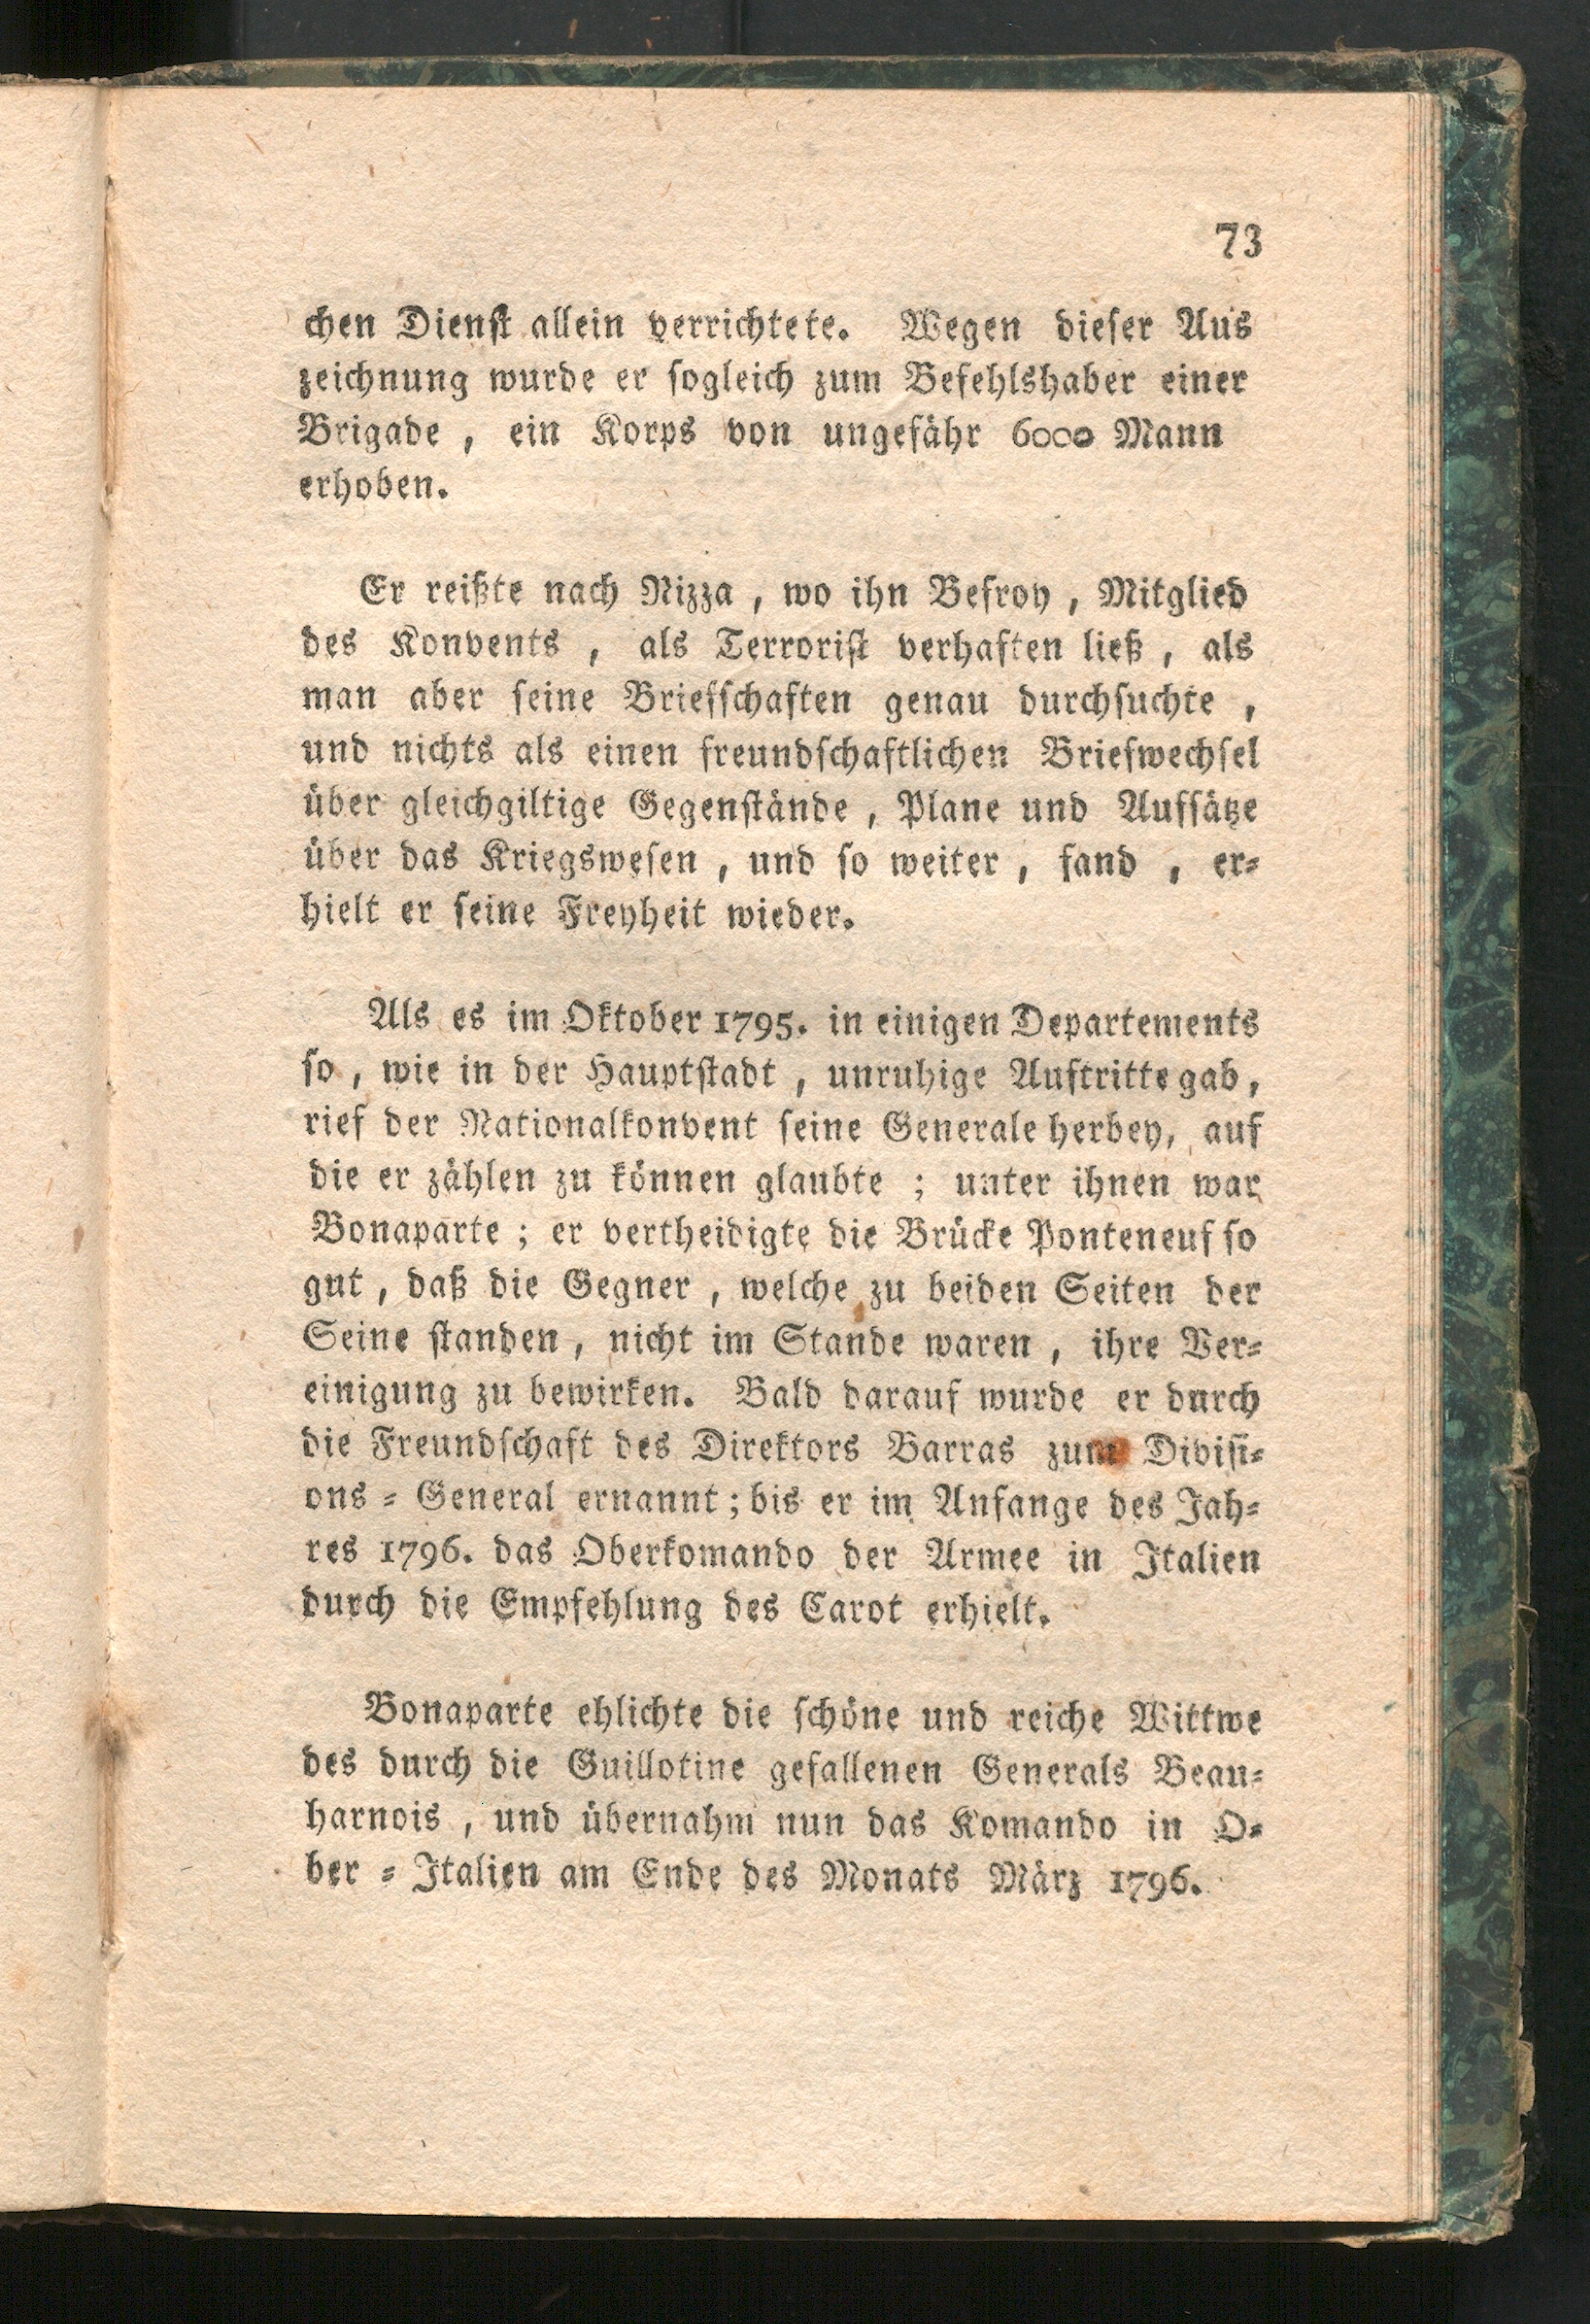 73
chen Dienst allein verrichtete. Wegen dieser Aus
zeichnung wurde er sogleich zum Befehlshaber einer
Brigade , ein Korps von ungefähr 6000 Mann
erhoben.
Er reißte nach Nizza , wo ihn Befroy , Mitglied
des Konvents , als Terrorist verhaften ließ , als
man aber seine Briefschaften genau durchsuchte ,
und nichts als einen freundschaftlichen Briefwechsel
über gleichgiltige Gegenstände , Plane und Aufsätze
über das Kriegswesen , und so weiter , fand , er-
hielt er seine Freyheit wieder.
Als es im Oktober 1795. in einigen Departements
so , wie in der Hauptstadt , unruhige Auftritte gab,
rief der Nationalkonvent seine Generale herbey, auf
die er zählen zu können glaubte ; unter ihnen war
Bonaparte ; er vertheidigte die Brücke Ponteneuf so
gut , daß die Gegner , welche zu beiden Seiten der
Seine standen , nicht im Stande waren , ihre Ver-
einigung zu bewirken. Bald darauf wurde er durch
die Freundschaft des Direktors Barras zum Divisi-
ons - General ernannt ; bis er im Anfange des Jah-
res 1796. das Oberkomando der Armee in Italien
durch die Empfehlung des Carot erhielt.
Bonaparte ehlichte die schöne und reiche Wittwe
des durch die Guillotine gefallenen Generals Beau-
harnois , und übernahm nun das Komando in O-
ber - Italien am Ende des Monats März 1796.